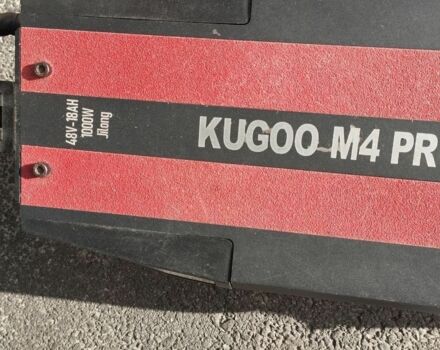 48V-18AH
1000W
Jilong
KUGOO M4 PR